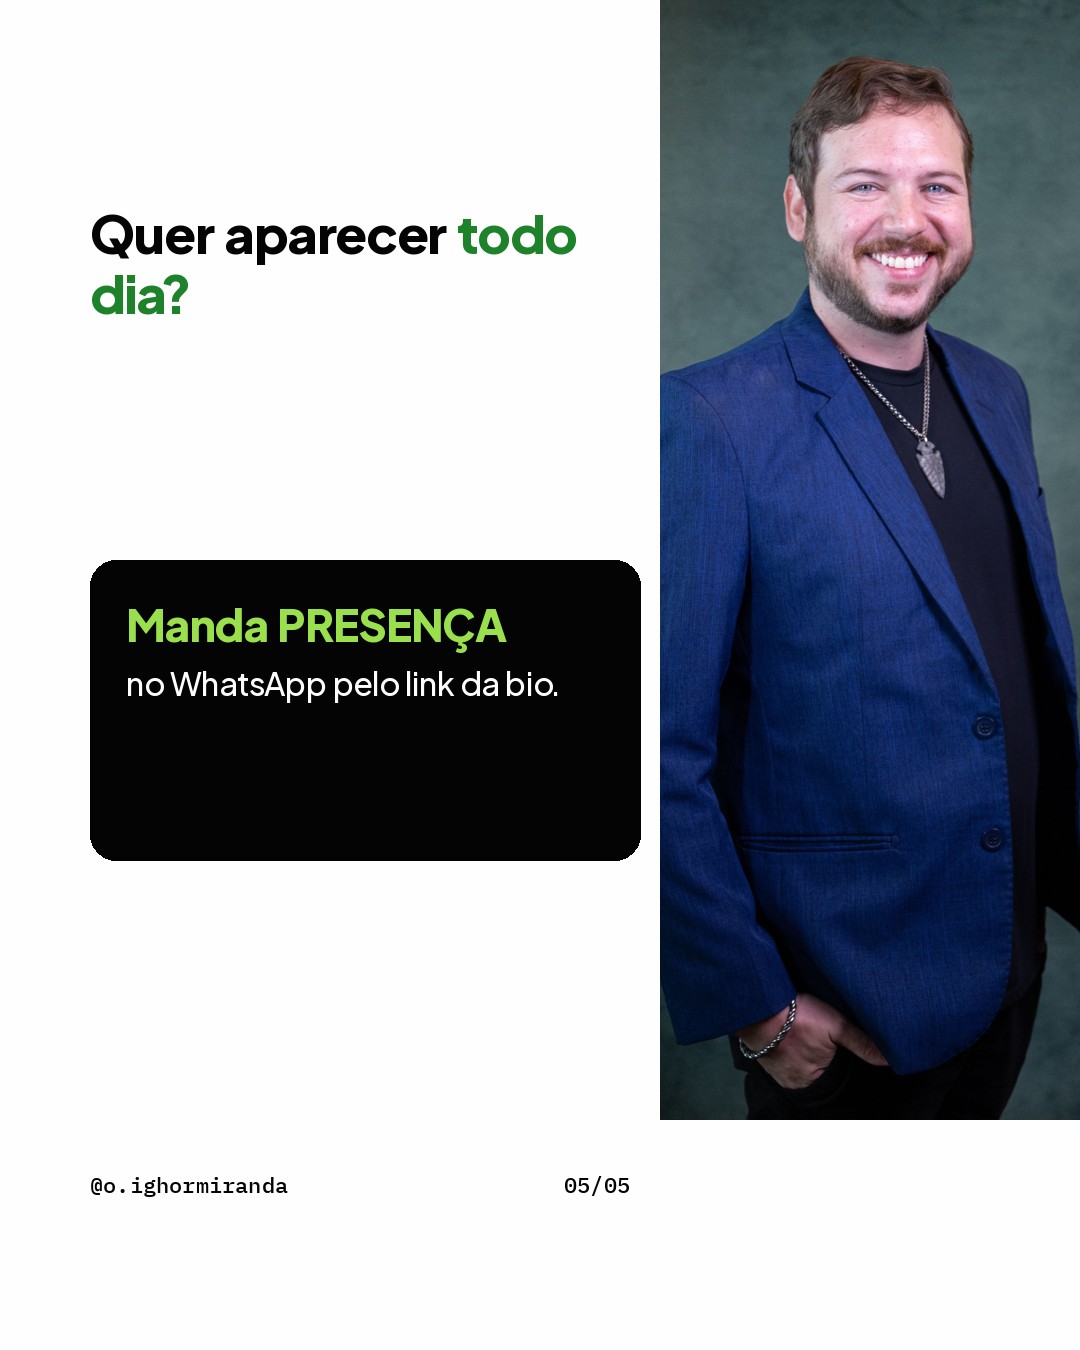 Quer aparecer todo
dia?
Manda PRESENÇA
no WhatsApp pelo link da bio.
@o.ighormiranda
05/05